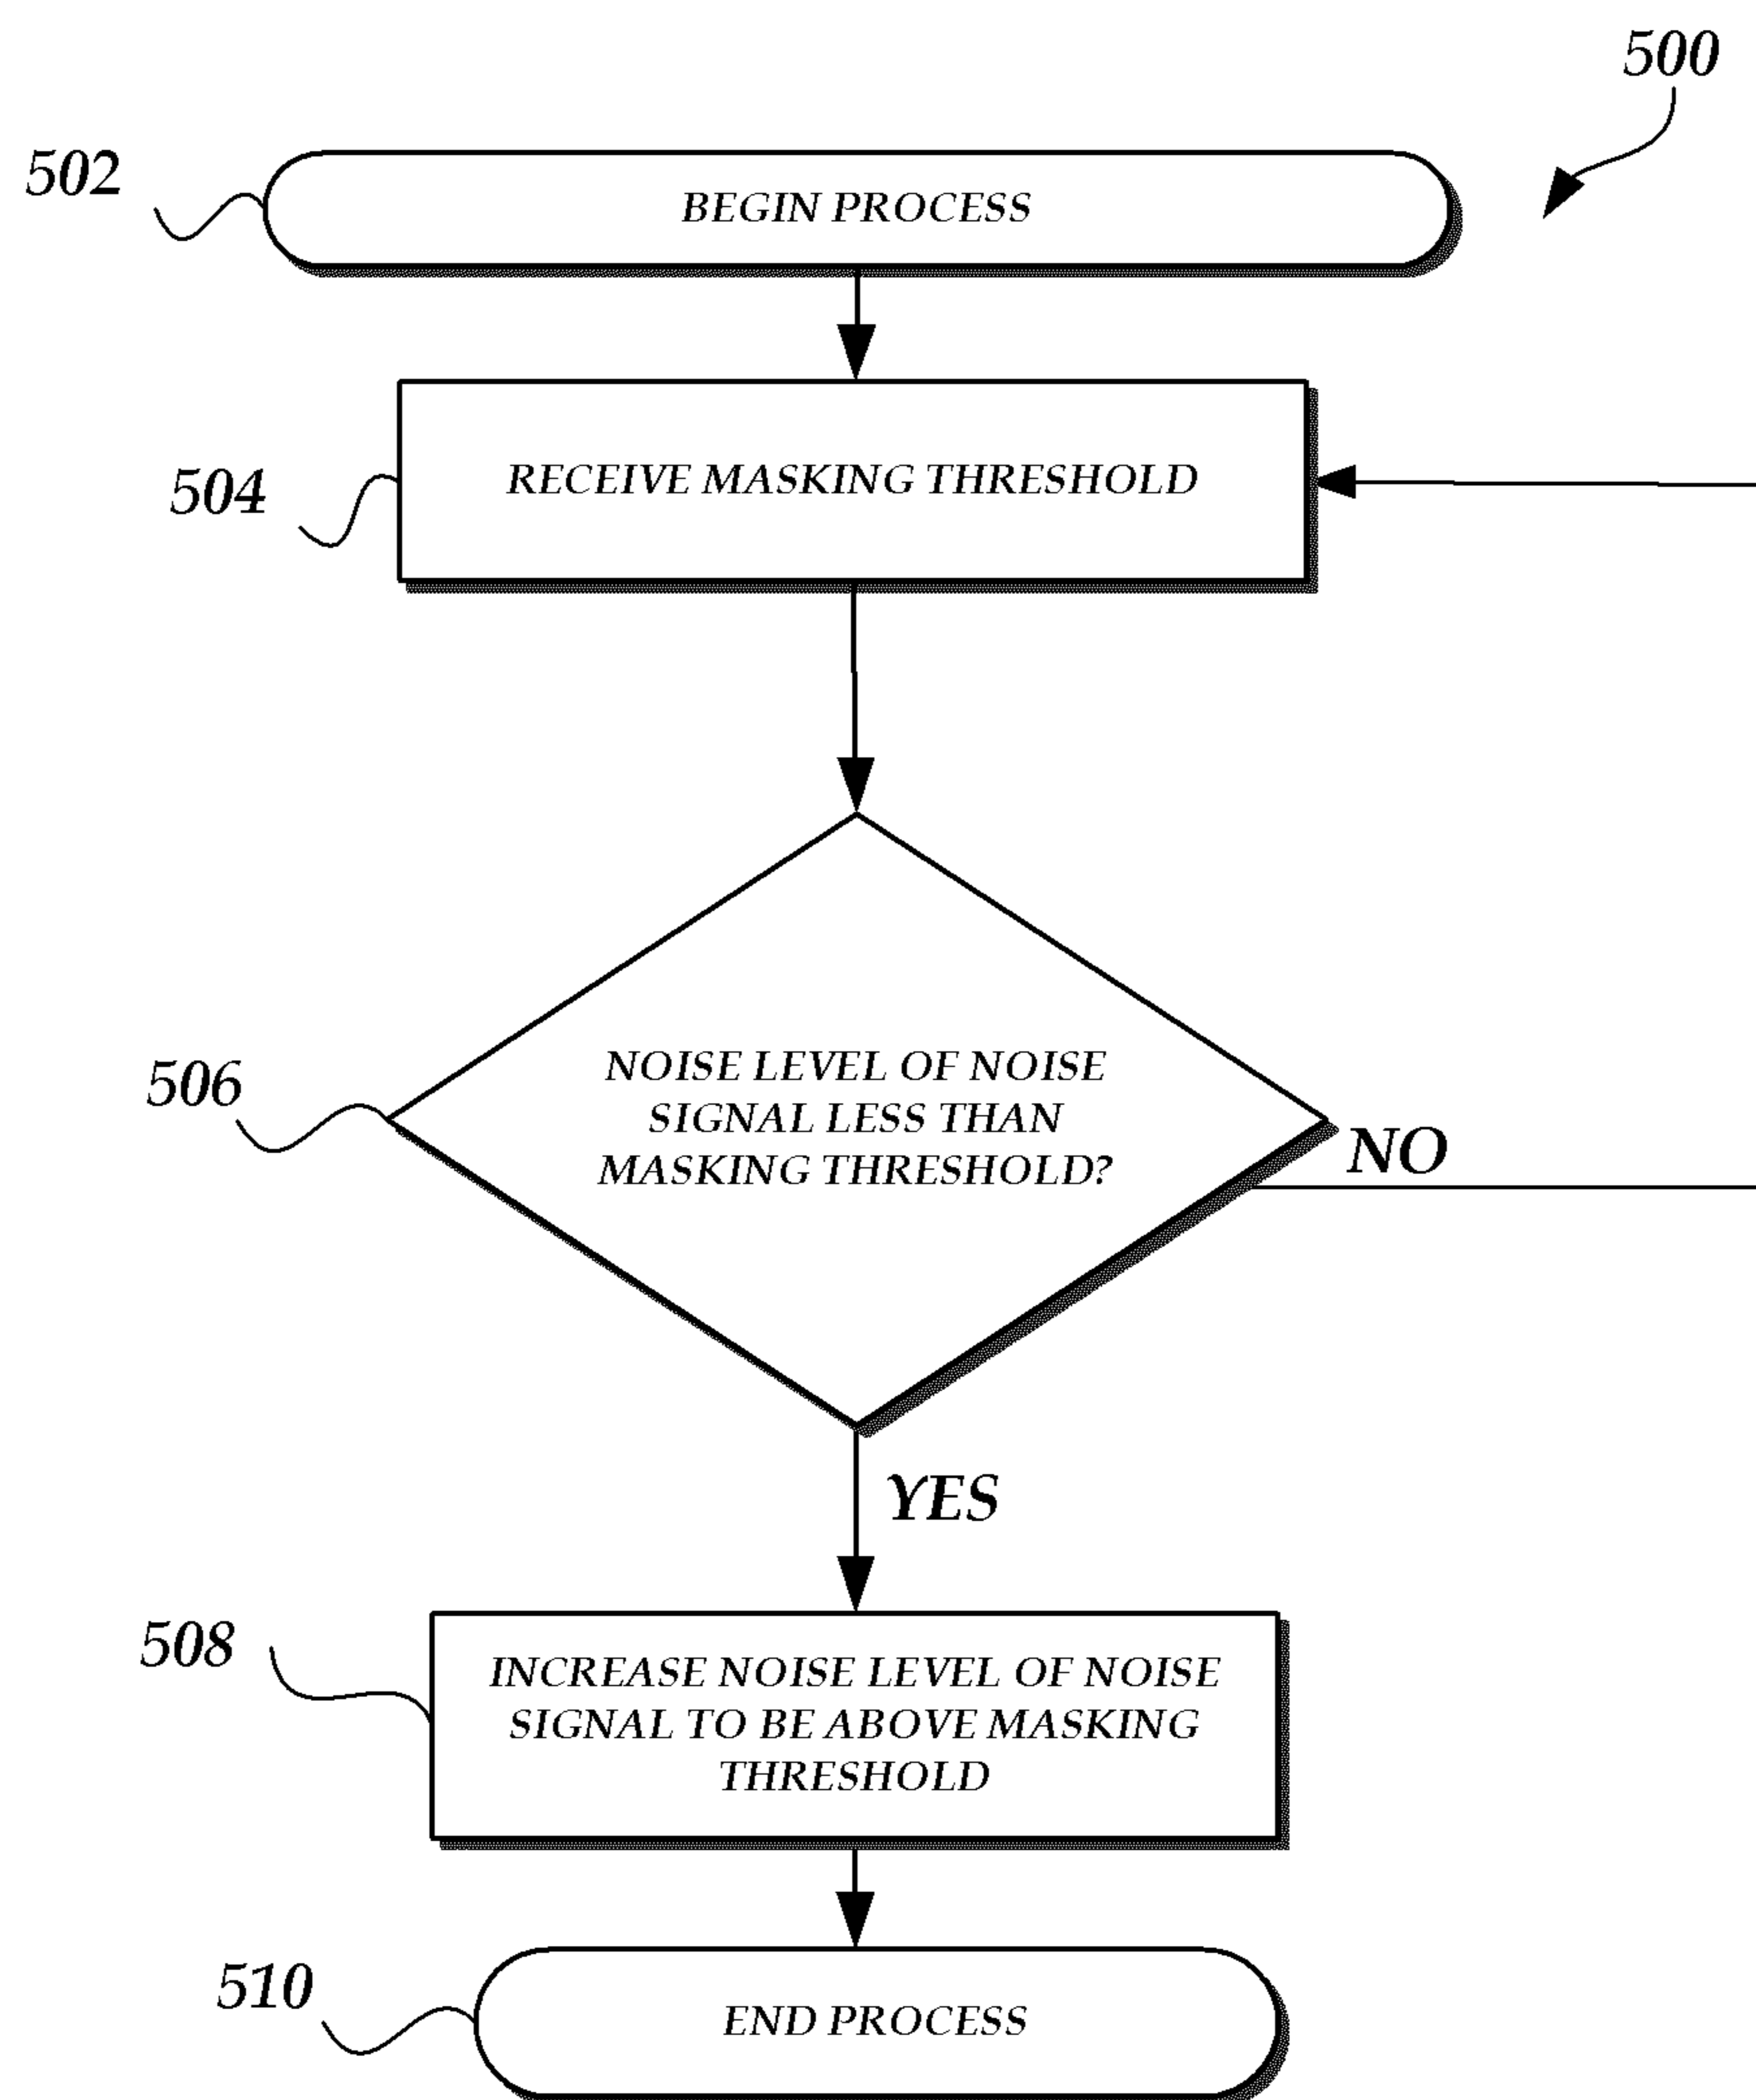 500
502
BEGIN PROCESS
504
RECEIVE MASKING THRESHOLD
506
NOISE LEVEL OF NOISE
SIGNAL LESS THAN
MASKING THRESHOLD?
NO
YES
508
INCREASE NOISE LEVEL OF NOISE
SIGNAL TO BE ABOVE MASKING
THRESHOLD
510
END PROCESS